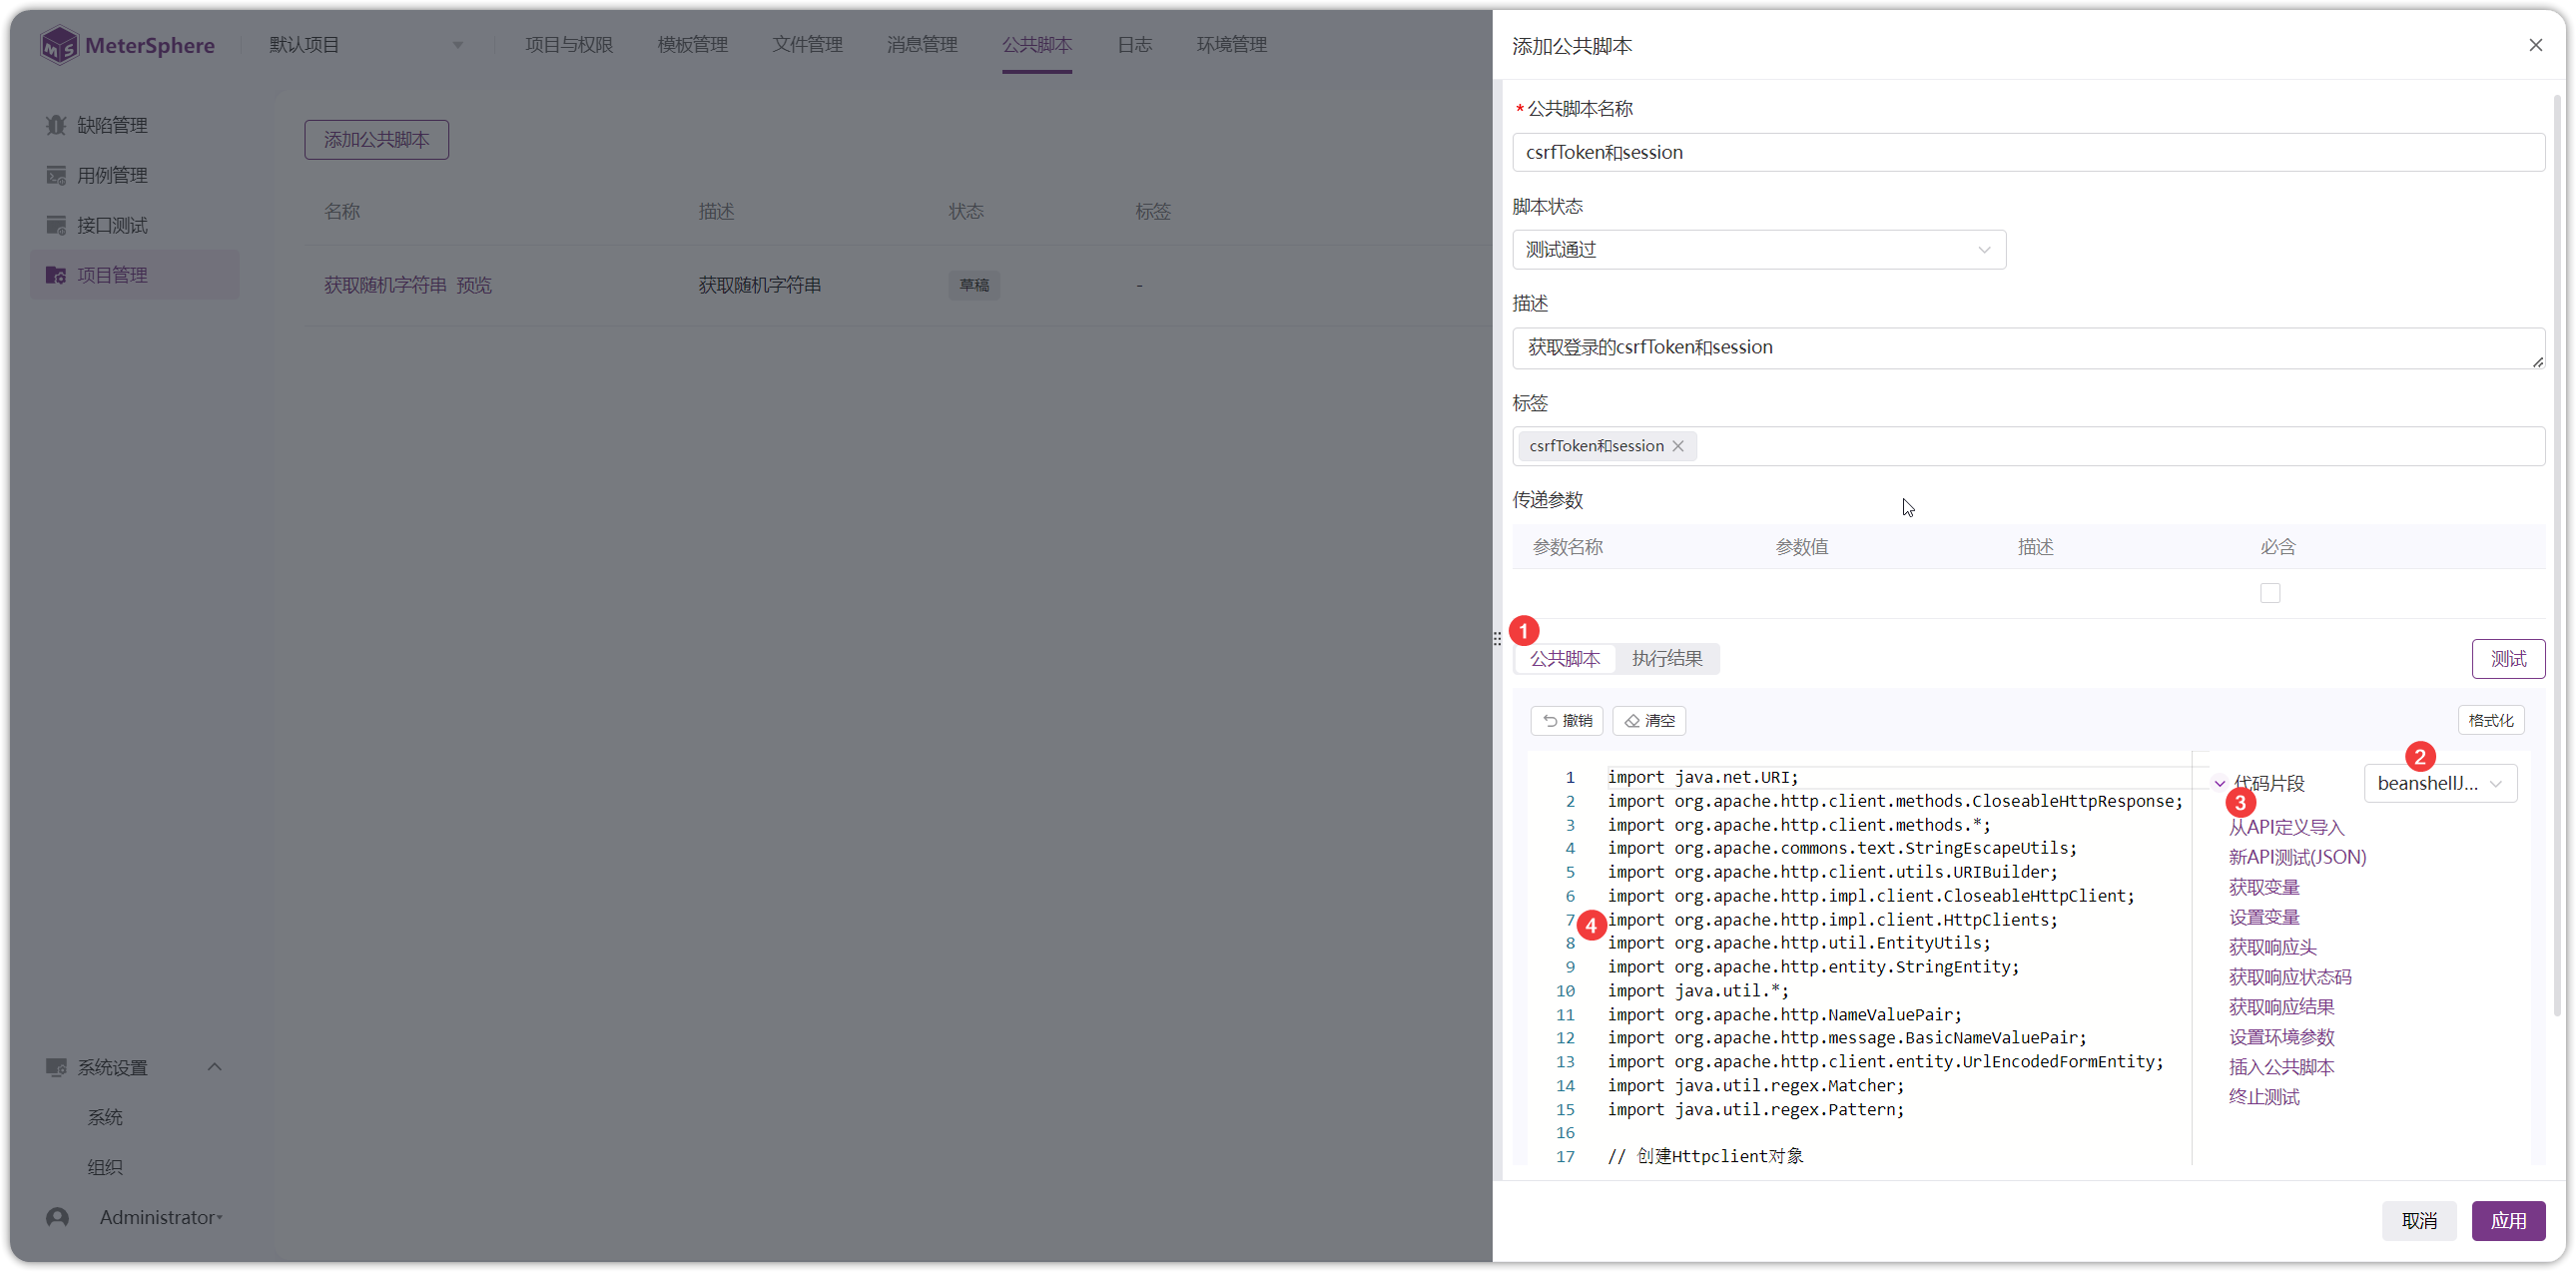 MeterSphere
默认项目
项目与权限
模板管理
文件管理
消息管理
公共脚本
日志
环境管理
缺陷管理
用例管理
接口测试
项目管理
系统设置
系统
组织
Administrator
添加公共脚本
名称 描述 状态 标签
获取随机字符串 预览 获取随机字符串 草稿 -
添加公共脚本
* 公共脚本名称
csrfToken和session
脚本状态
测试通过
描述
获取登录的csrfToken和session
标签
csrfToken和session
传递参数
参数名称 参数值 描述 必含
1
公共脚本 执行结果
测试
撤销 清空
格式化
1 import java.net.URI;
2 import org.apache.http.client.methods.CloseableHttpResponse;
3 import org.apache.http.client.methods.*;
4 import org.apache.commons.text.StringEscapeUtils;
5 import org.apache.http.client.utils.URIBuilder;
6 import org.apache.http.impl.client.CloseableHttpClient;
7 import org.apache.http.impl.client.HttpClients;
4
8 import org.apache.http.util.EntityUtils;
9 import org.apache.http.entity.StringEntity;
10 import java.util.*;
11 import org.apache.http.NameValuePair;
12 import org.apache.http.message.BasicNameValuePair;
13 import org.apache.http.client.entity.UrlEncodedFormEntity;
14 import java.util.regex.Matcher;
15 import java.util.regex.Pattern;
16
17 // 创建Httpclient对象
2
代码片段
beanshellJ...
3
从API定义导入
新API测试(JSON)
获取变量
设置变量
获取响应头
获取响应状态码
获取响应结果
设置环境参数
插入公共脚本
终止测试
取消
应用